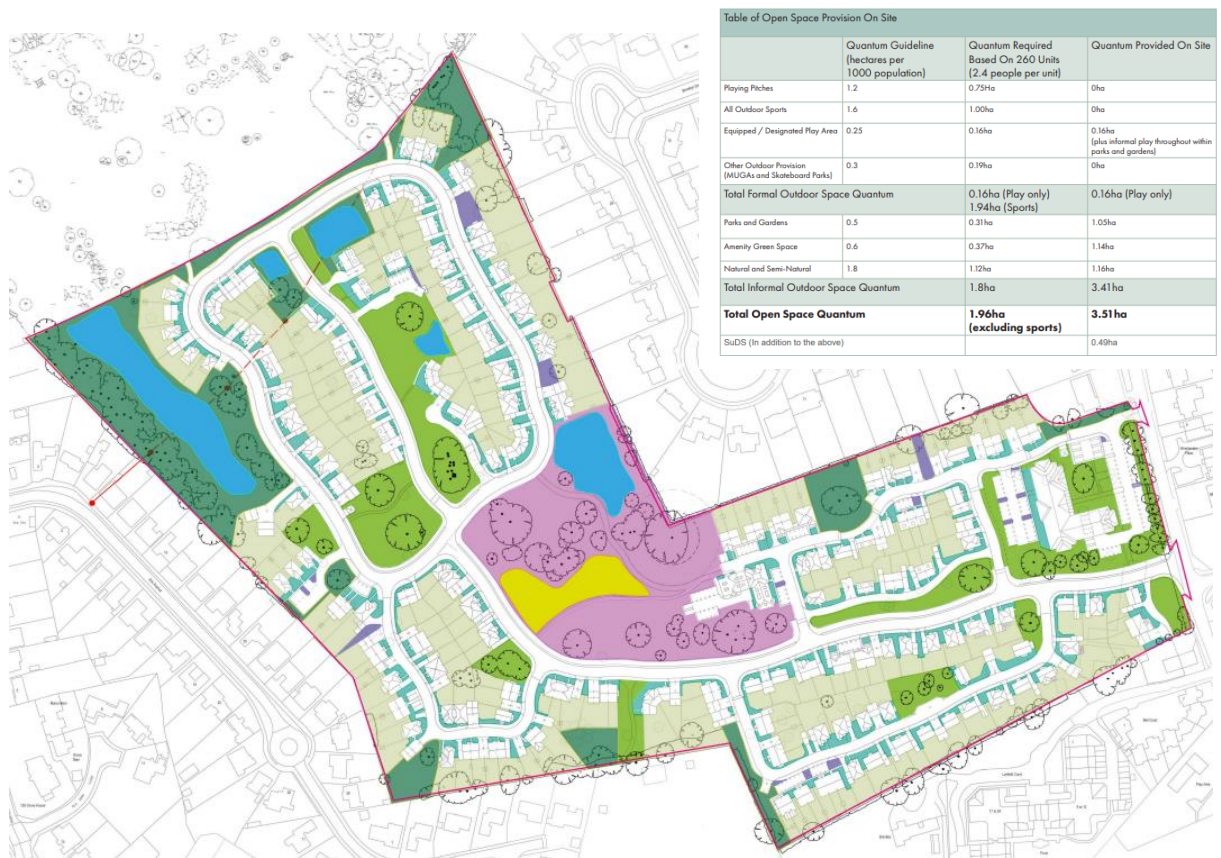 Table of Open Space Provision On Site
Quantum Guideline
(hectares per
1000 population)
Quantum Required
Based On 260 Units
(2.4 people per unit)
Quantum Provided On Site
Playing Pitches 1.2 0.75Ha 0ha
All Outdoor Sports 1.6 1.00ha 0ha
Equipped / Designated Play Area 0.25 0.16ha 0.16ha
(plus informal play throughout within
parks and gardens)
Other Outdoor Provision
(MUGAs and Skateboard Parks) 0.3 0.19ha 0ha
Total Formal Outdoor Space Quantum 0.16ha (Play only) 0.16ha (Play only)
1.94ha (Sports)
Parks and Gardens 0.5 0.31ha 1.05ha
Amenity Green Space 0.6 0.37ha 1.14ha
Natural and Semi-Natural 1.8 1.12ha 1.16ha
Total Informal Outdoor Space Quantum 1.8ha 3.41ha
Total Open Space Quantum 1.96ha 3.51ha
(excluding sports)
SuDS (In addition to the above) 0.49ha